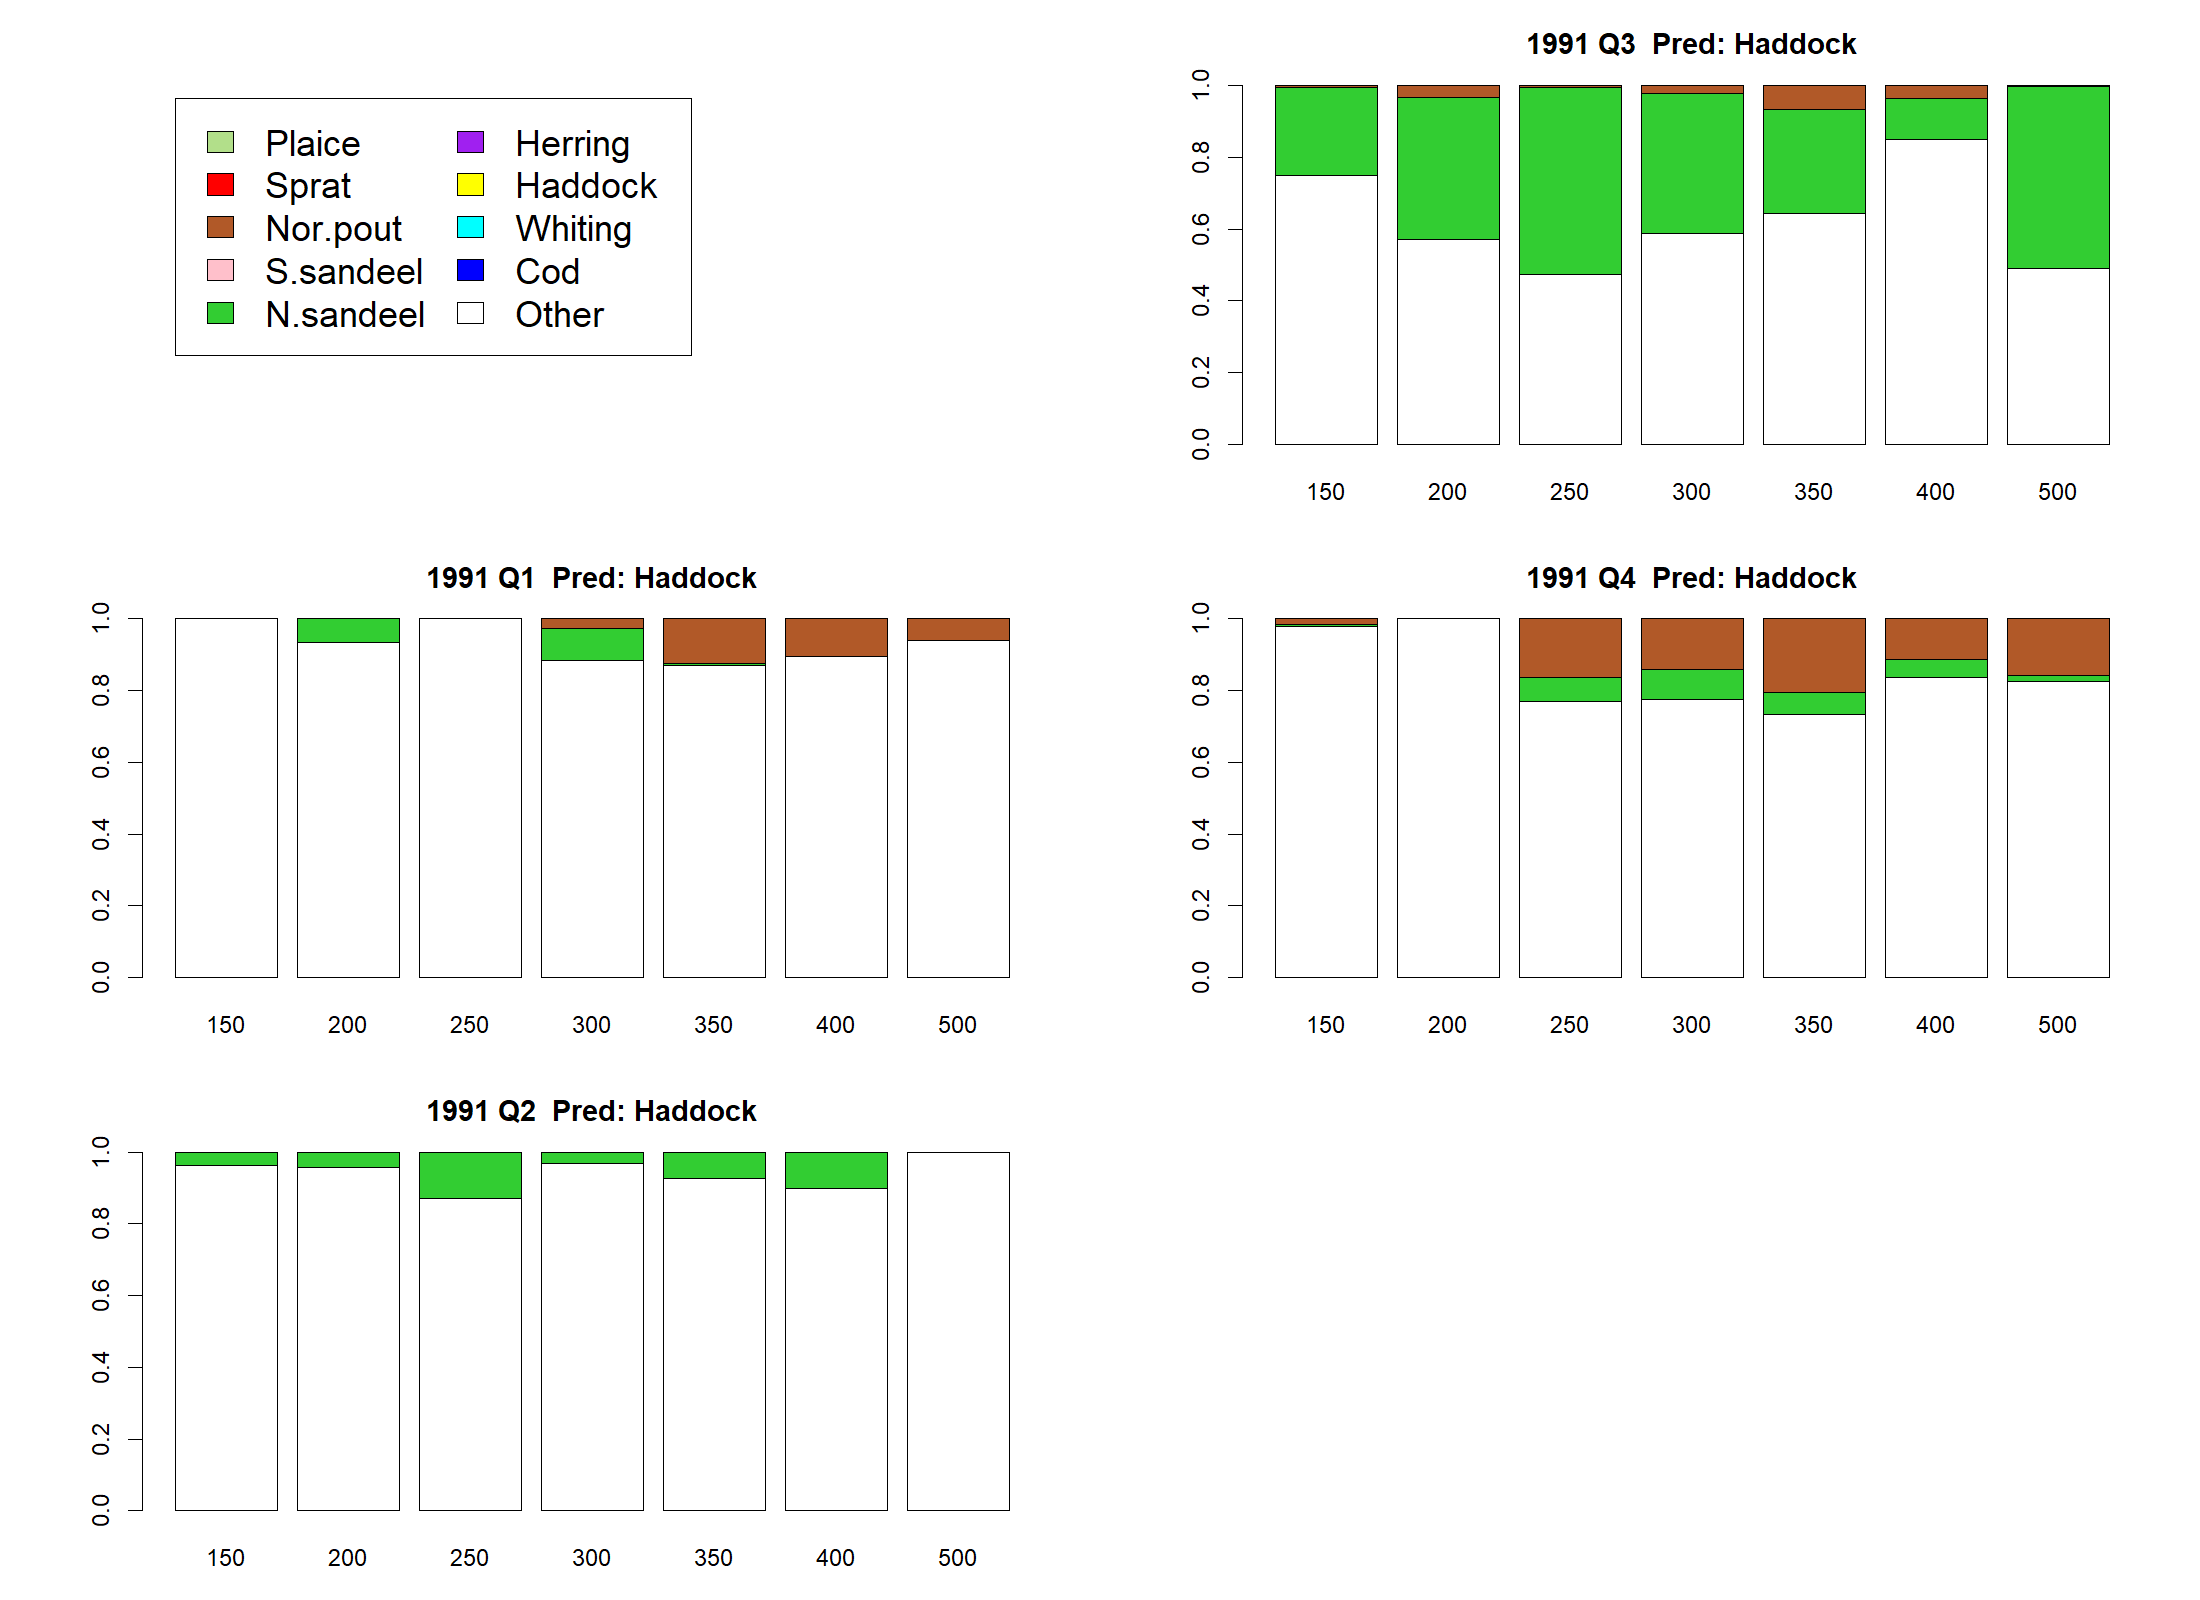 Plaice Herring
Sprat Haddock
Nor.pout Whiting
S.sandeel Cod
N.sandeel Other
1991 Q1  Pred: Haddock
1.0
0.8
0.6
0.4
0.2
0.0
150 200 250 300 350 400 500
1991 Q2  Pred: Haddock
1.0
0.8
0.6
0.4
0.2
0.0
150 200 250 300 350 400 500
1991 Q3  Pred: Haddock
1.0
0.8
0.6
0.4
0.2
0.0
150 200 250 300 350 400 500
1991 Q4  Pred: Haddock
1.0
0.8
0.6
0.4
0.2
0.0
150 200 250 300 350 400 500